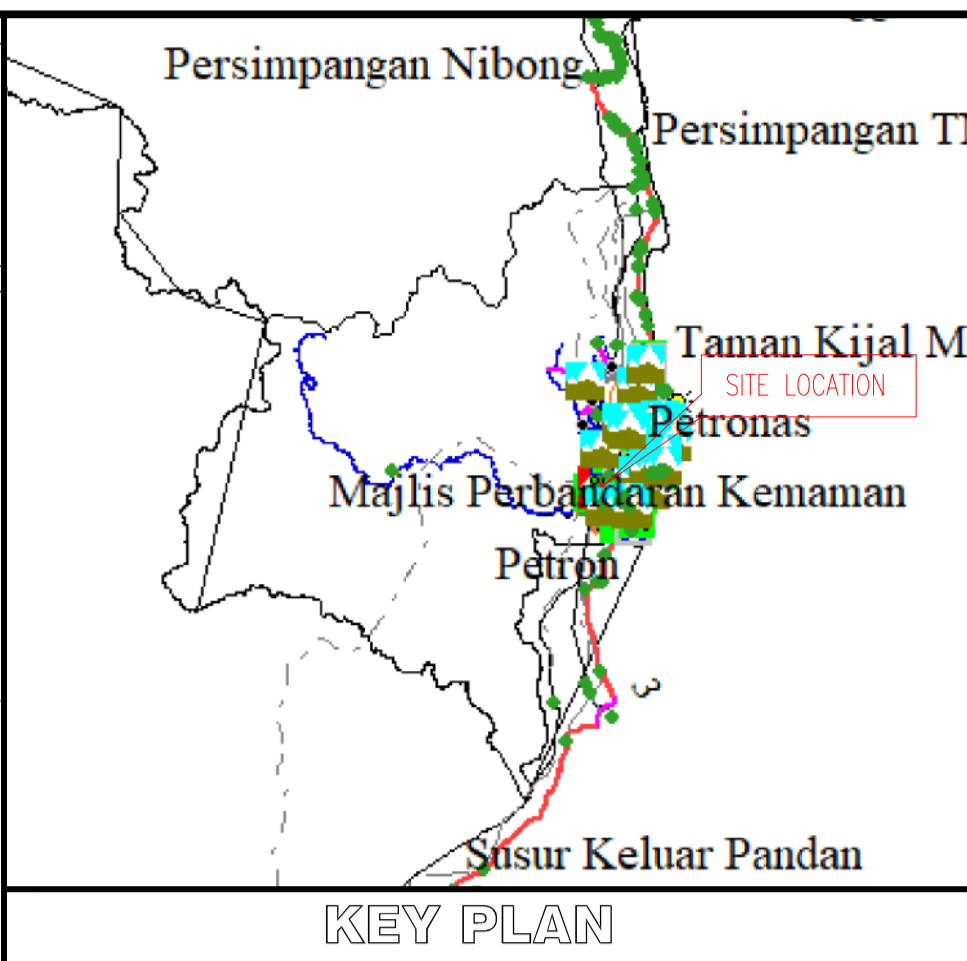 Persimpangan Nibong
Persimpangan
Taman Kijal M
SITE LOCATION
Petronas
Majlis Perbandaran Kemaman
Petron
3
Susur Keluar Pandan
KEY PLAN